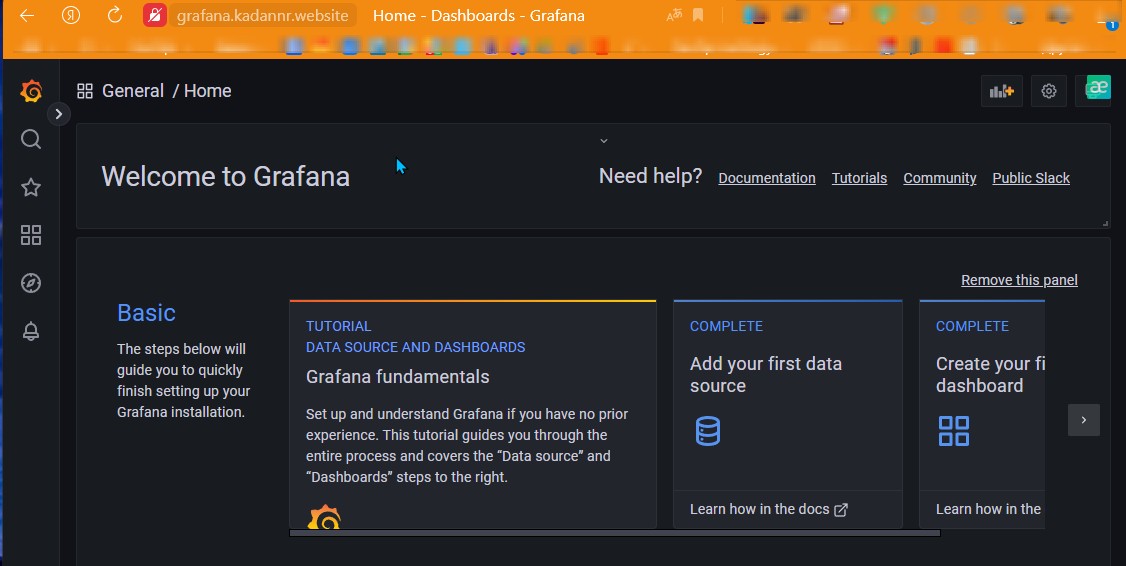 grafana.kadannr.website Home - Dashboards - Grafana
1
General / Home
Welcome to Grafana
Need help? Documentation Tutorials Community Public Slack
Remove this panel
Basic
The steps below will
guide you to quickly
finish setting up your
Grafana installation.
TUTORIAL
DATA SOURCE AND DASHBOARDS
Grafana fundamentals
Set up and understand Grafana if you have no prior
experience. This tutorial guides you through the
entire process and covers the “Data source” and
“Dashboards” steps to the right.
COMPLETE
Add your first data
source
Learn how in the docs
COMPLETE
Create your fi
dashboard
Learn how in the